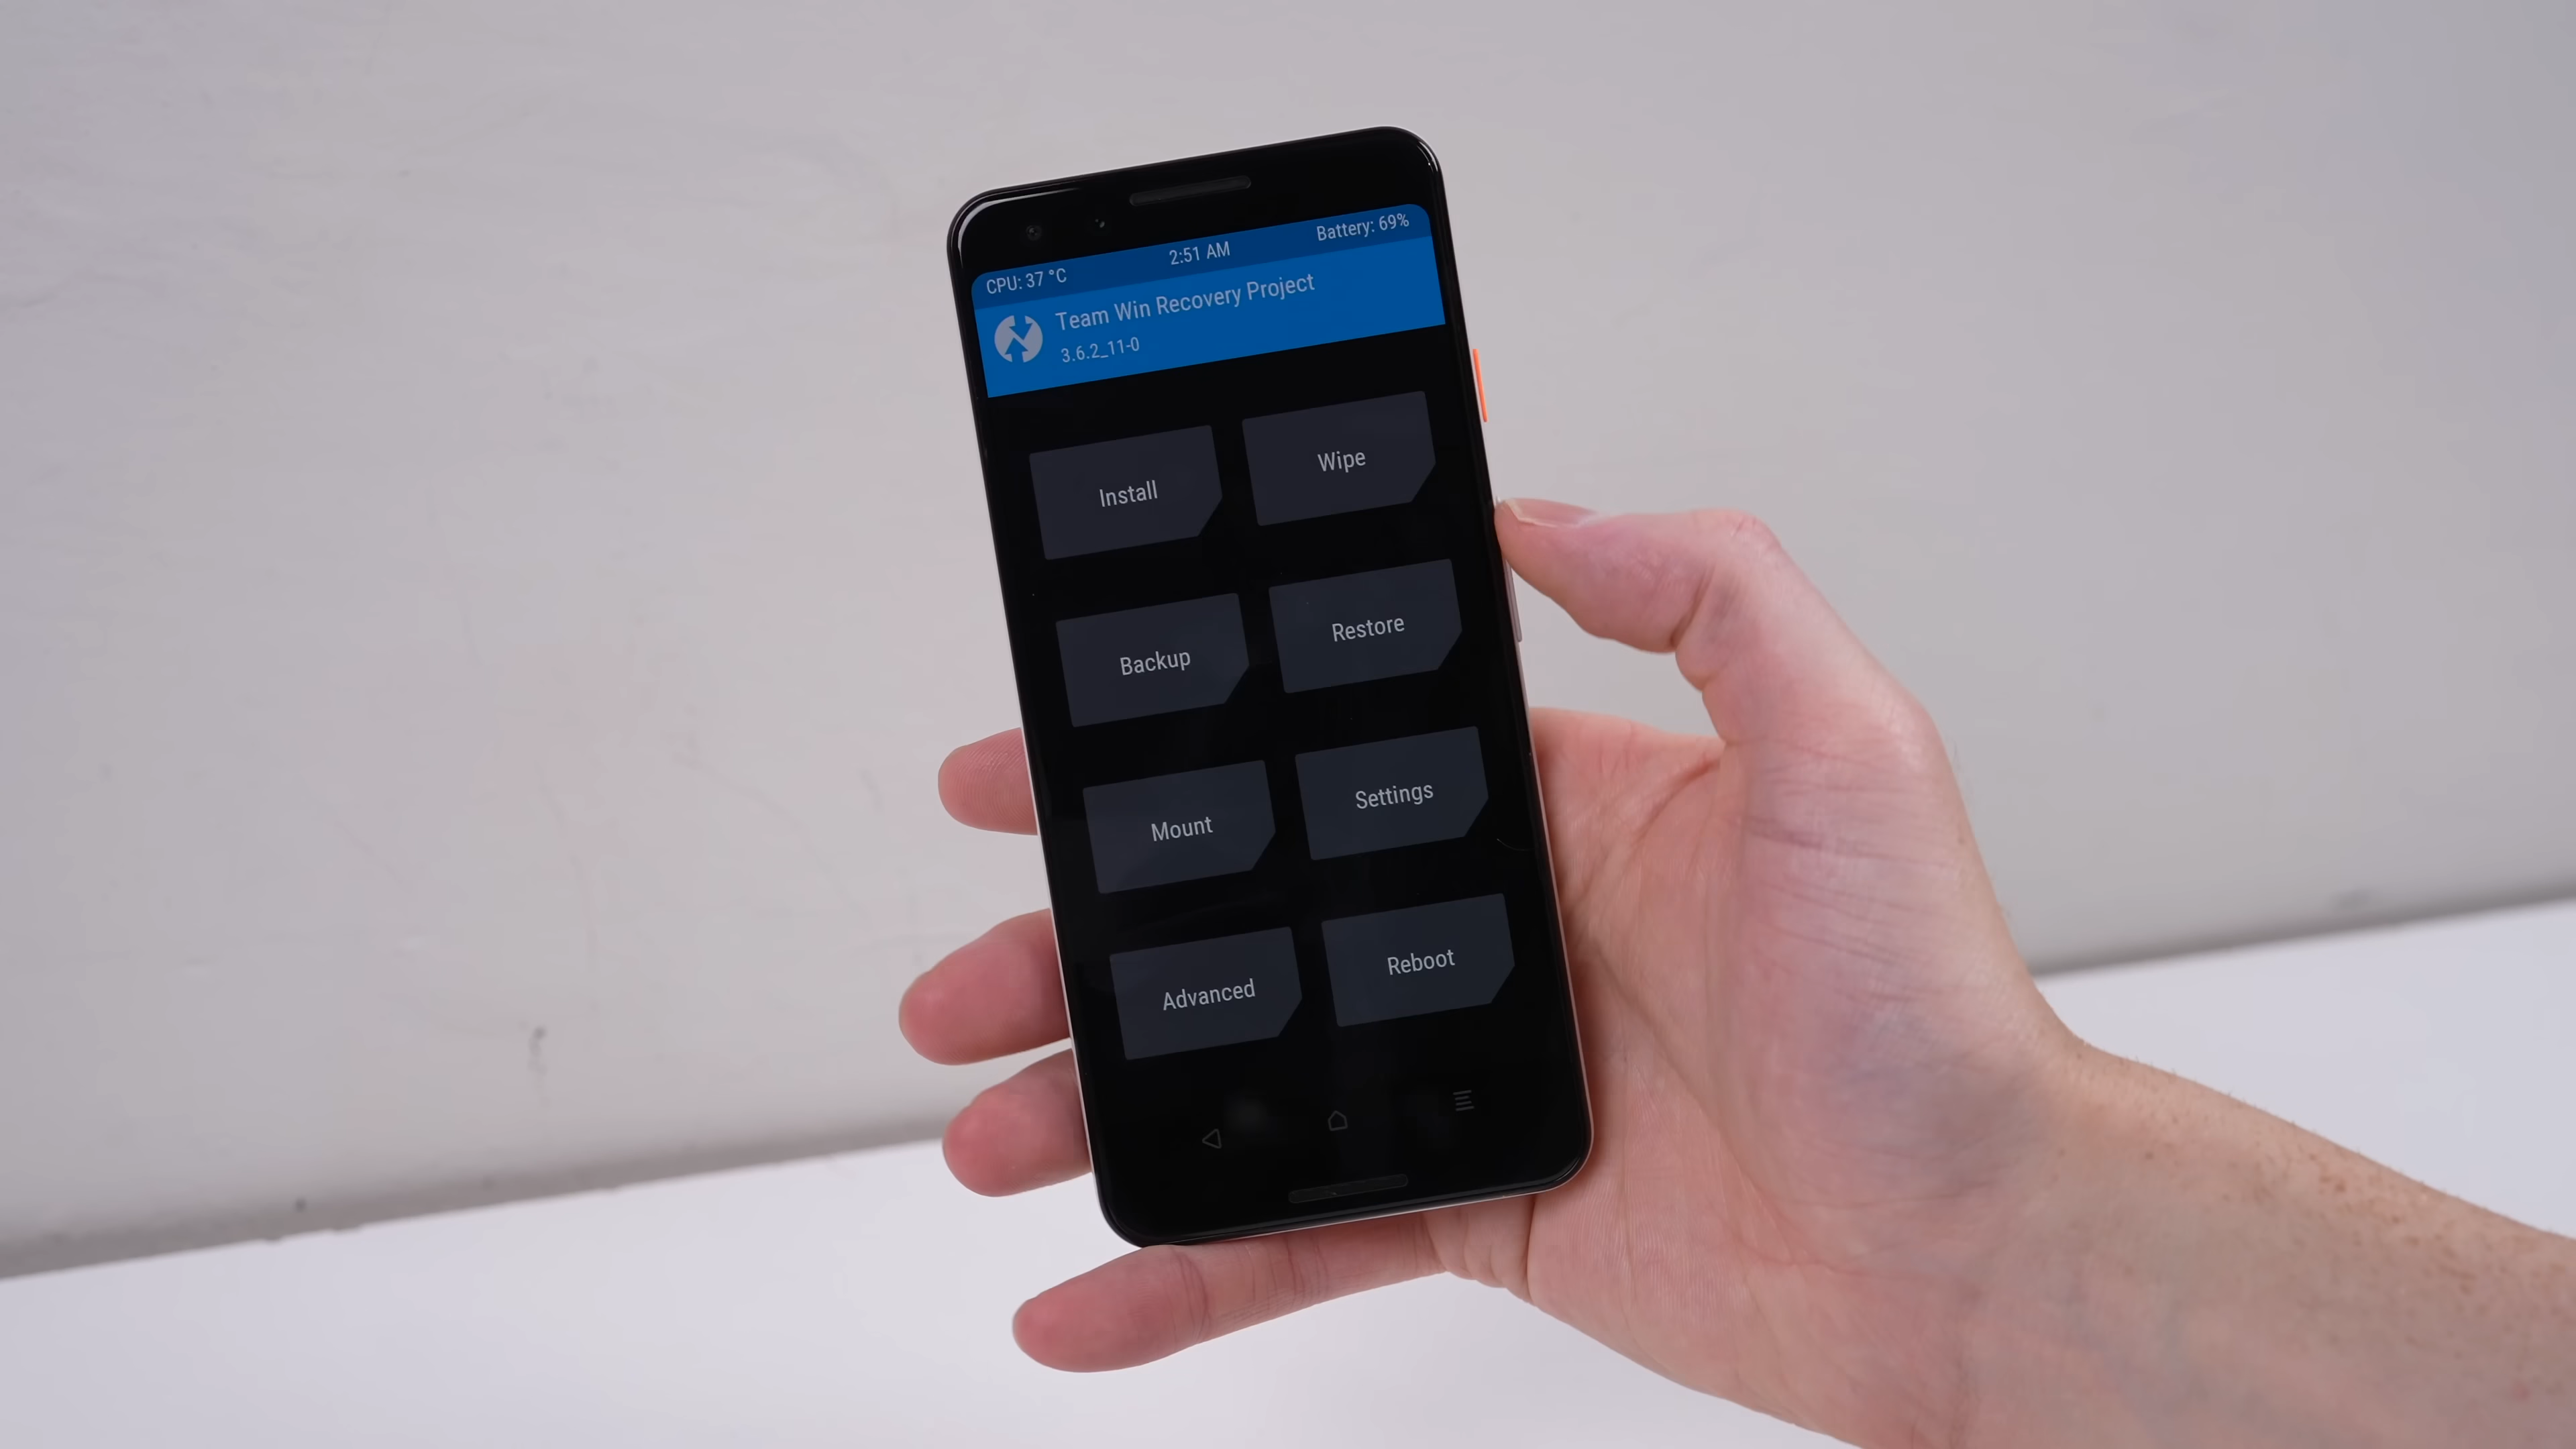 CPU: 37 °C 2:51 AM Battery: 69%
Team Win Recovery Project
3.6.2_11-0
Install
Wipe
Backup
Restore
Mount
Settings
Advanced
Reboot